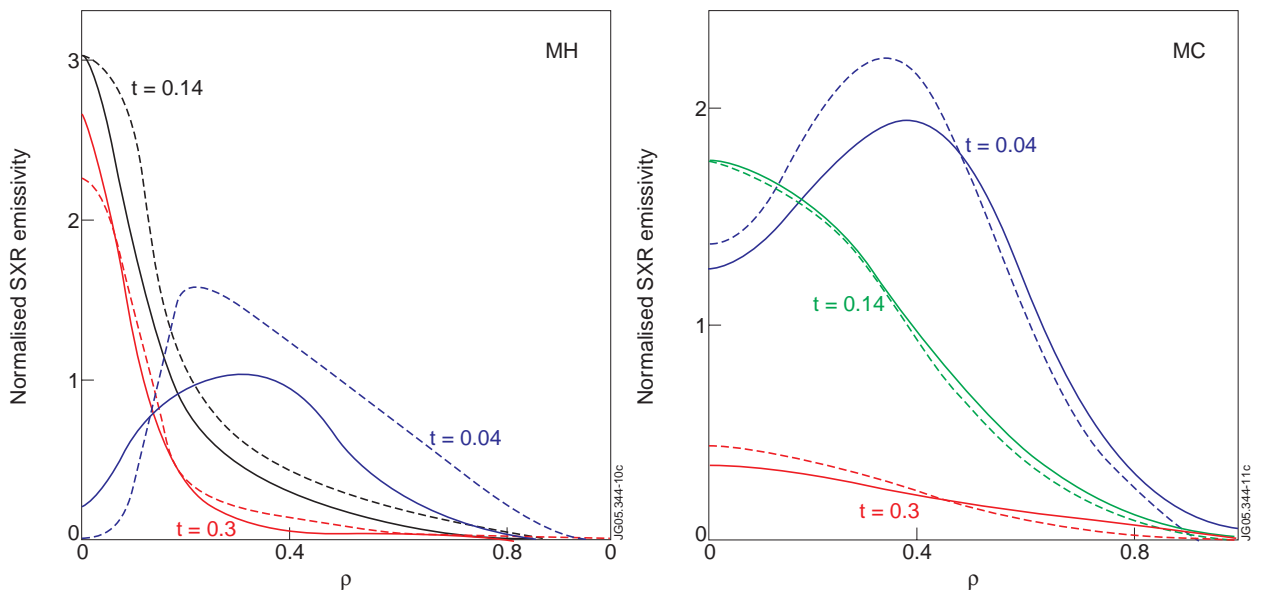 MH
3
2
1
0
0
0.4
0.8
0
Normalised SXR emissivity
ρ
t = 0.14
t = 0.04
t = 0.3
JG05.344-10c
MC
2
1
0
0
0.4
0.8
Normalised SXR emissivity
ρ
t = 0.04
t = 0.14
t = 0.3
JG05.344-11c